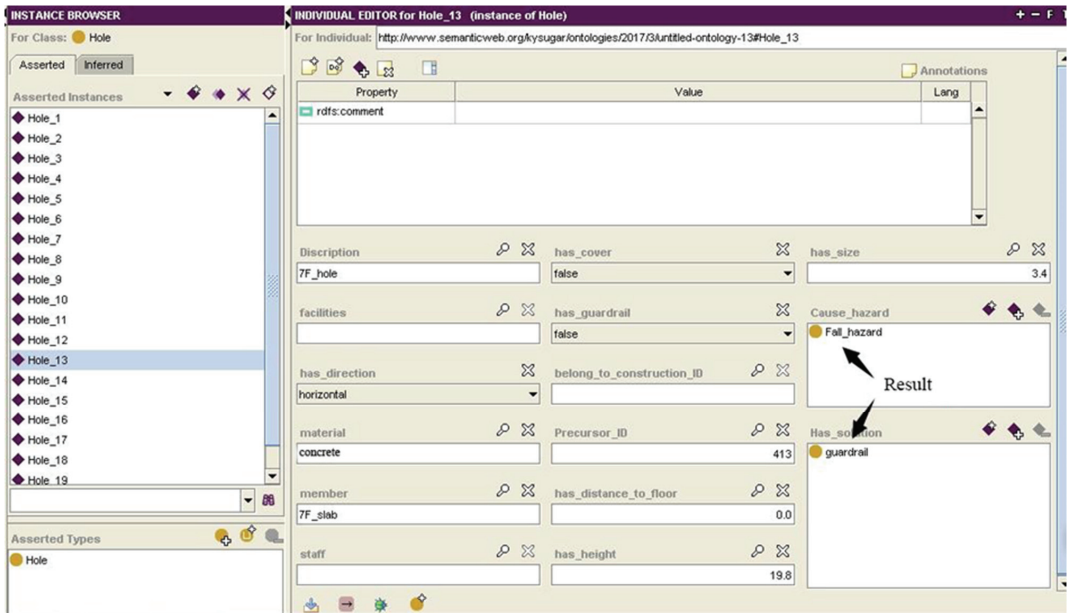 INSTANCE BROWSER
For Class: Hole
Asserted Inferred
Asserted Instances
Hole_1
Hole_2
Hole_3
Hole_4
Hole_5
Hole_6
Hole_7
Hole_8
Hole_9
Hole_10
Hole_11
Hole_12
Hole_13
Hole_14
Hole_15
Hole_16
Hole_17
Hole_18
Hole_19
Asserted Types
Hole
INDIVIDUAL EDITOR for Hole_13 (instance of Hole) + − F T
For Individual: http://www.semanticweb.org/kysugar/ontologies/2017/3/untitled-ontology-13#Hole_13
Annotations
Property Value Lang
rdfs:comment
Discription has_cover has_size
7F_hole false 3.4
facilities has_guardrail Cause_hazard
false Fall_hazard
has_direction belong_to_construction_ID
horizontal
Result
material Precursor_ID Has_solution
concrete 413 guardrail
member has_distance_to_floor
7F_slab 0.0
staff has_height
19.8